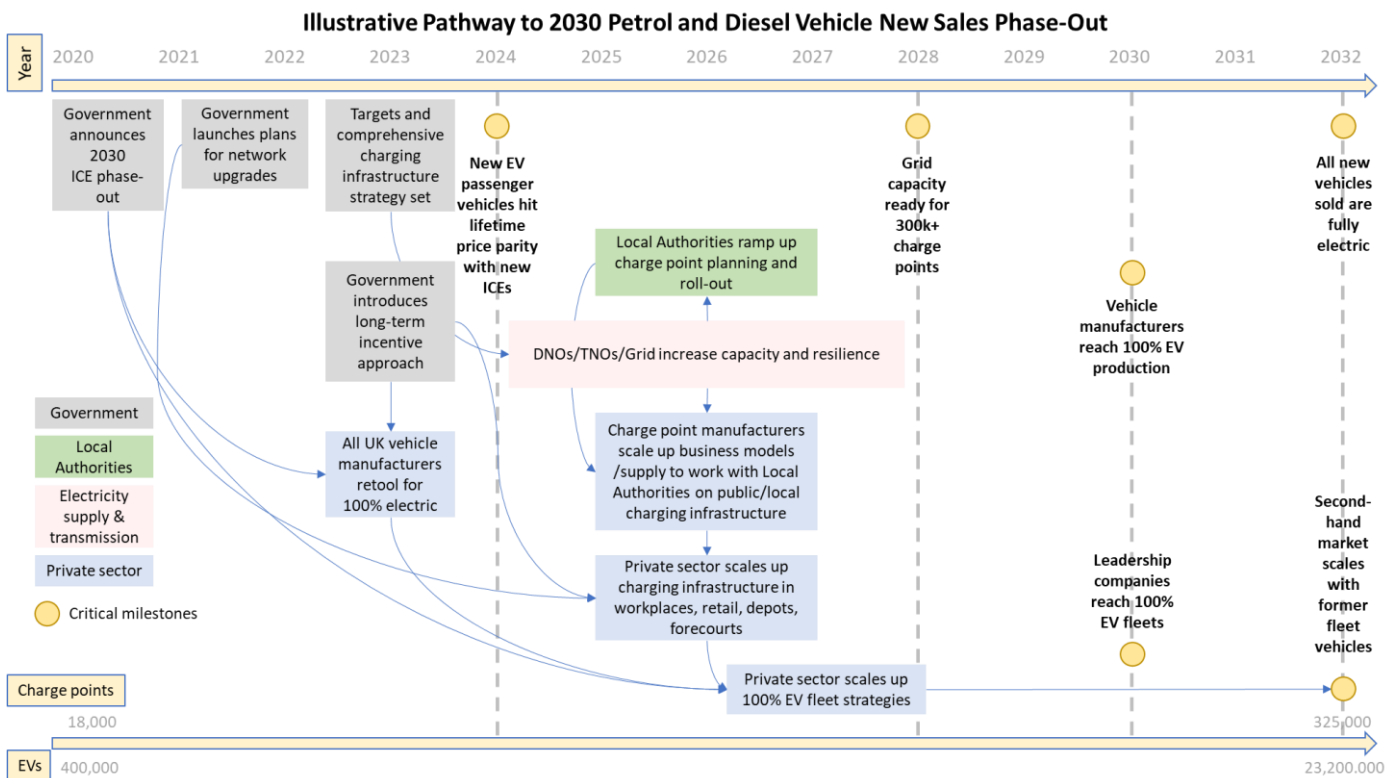 Illustrative Pathway to 2030 Petrol and Diesel Vehicle New Sales Phase-Out
Year
2020 2021 2022 2023 2024 2025 2026 2027 2028 2029 2030 2031 2032
Government
announces
2030
ICE phase-
out
Government
launches plans
for network
upgrades
Targets and
comprehensive
charging
infrastructure
strategy set
New EV
passenger
vehicles hit
lifetime
price parity
with new
ICEs
Grid
capacity
ready for
300k+
charge
points
All new
vehicles
sold are
fully
electric
Local Authorities ramp up
charge point planning and
roll-out
Government
introduces
long-term
incentive
approach
DNOs/TNOs/Grid increase capacity and resilience
Vehicle
manufacturers
reach 100% EV
production
Government
Local
Authorities
Electricity
supply &
transmission
Private sector
Critical milestones
All UK vehicle
manufacturers
retool for
100% electric
Charge point manufacturers
scale up business models
/supply to work with Local
Authorities on public/local
charging infrastructure
Private sector scales up
charging infrastructure in
workplaces, retail, depots,
forecourts
Leadership
companies
reach 100%
EV fleets
Second-
hand
market
scales
with
former
fleet
vehicles
Private sector scales up
100% EV fleet strategies
Charge points
18,000
325,000
EVs
400,000
23,200.000